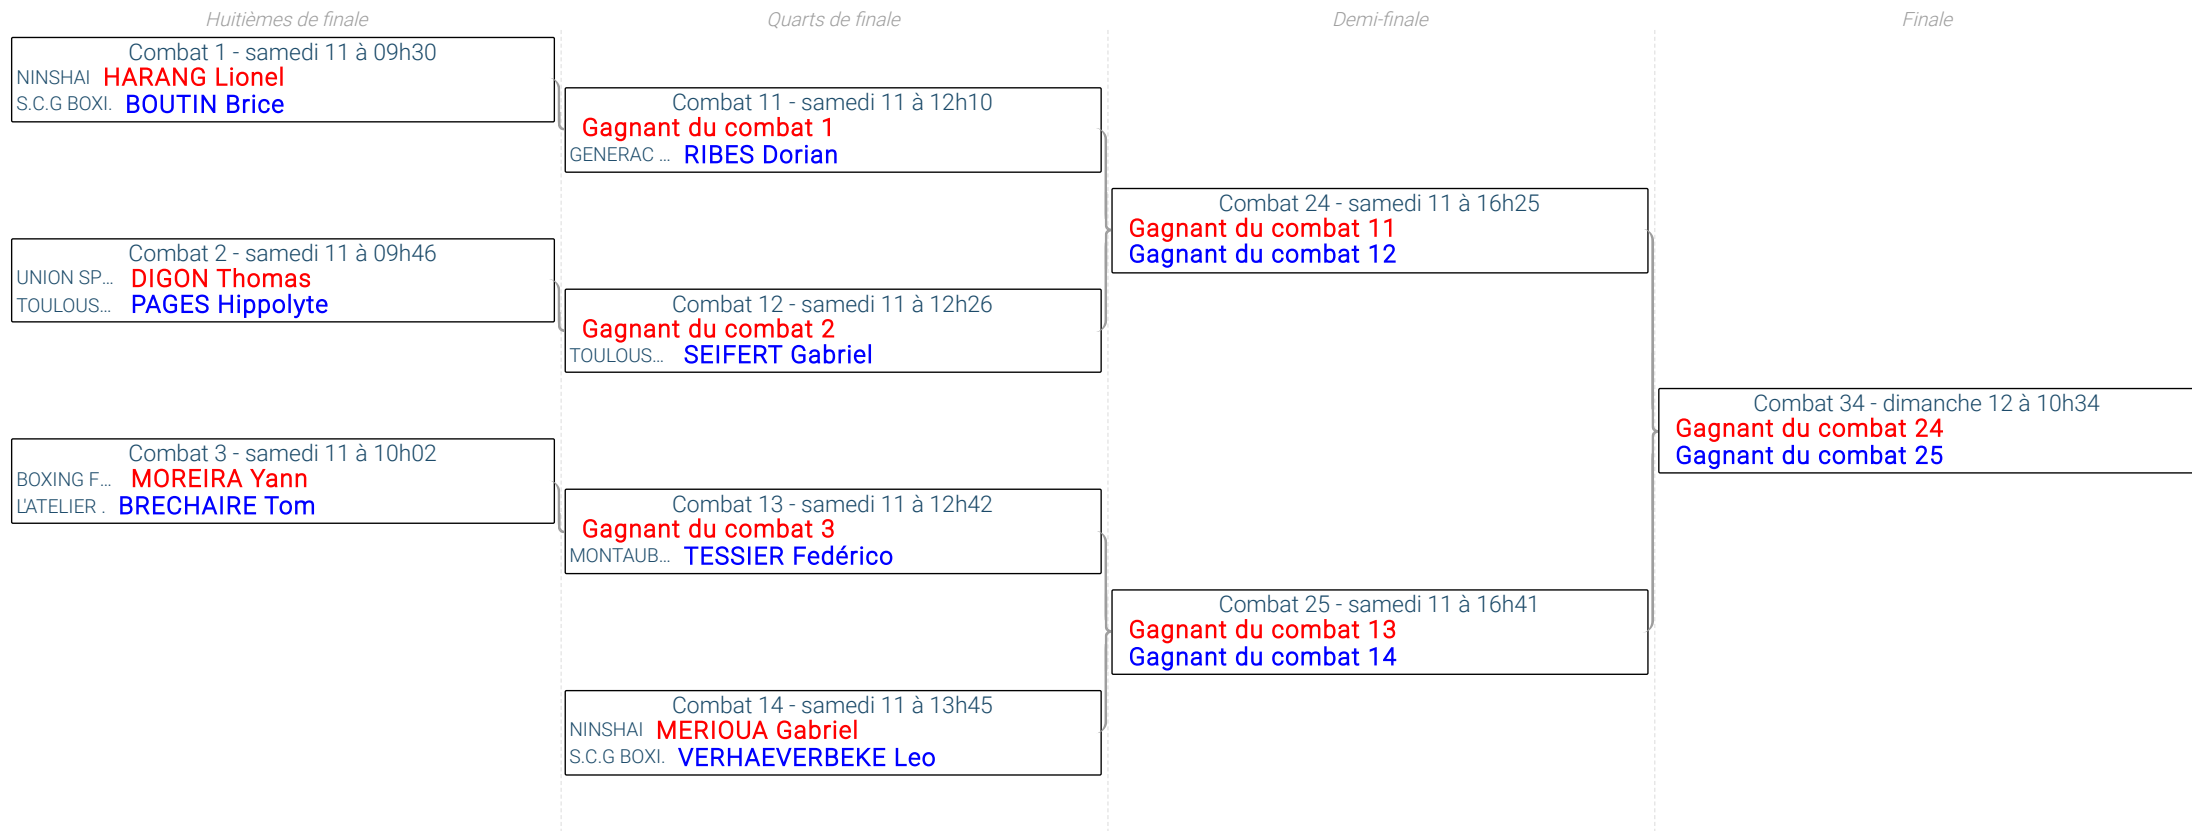 Huitièmes de finale
Quarts de finale
Demi-finale
Finale
Combat 1 - samedi 11 à 09h30
NINSHAI HARANG Lionel
S.C.G BOXI. BOUTIN Brice
Combat 2 - samedi 11 à 09h46
UNION SP... DIGON Thomas
TOULOUS... PAGES Hippolyte
Combat 3 - samedi 11 à 10h02
BOXING F... MOREIRA Yann
L'ATELIER . BRECHAIRE Tom
Combat 11 - samedi 11 à 12h10
Gagnant du combat 1
GENERAC ... RIBES Dorian
Combat 12 - samedi 11 à 12h26
Gagnant du combat 2
TOULOUS... SEIFERT Gabriel
Combat 13 - samedi 11 à 12h42
Gagnant du combat 3
MONTAUB... TESSIER Fedérico
Combat 14 - samedi 11 à 13h45
NINSHAI MERIOUA Gabriel
S.C.G BOXI. VERHAEVERBEKE Leo
Combat 24 - samedi 11 à 16h25
Gagnant du combat 11
Gagnant du combat 12
Combat 25 - samedi 11 à 16h41
Gagnant du combat 13
Gagnant du combat 14
Combat 34 - dimanche 12 à 10h34
Gagnant du combat 24
Gagnant du combat 25